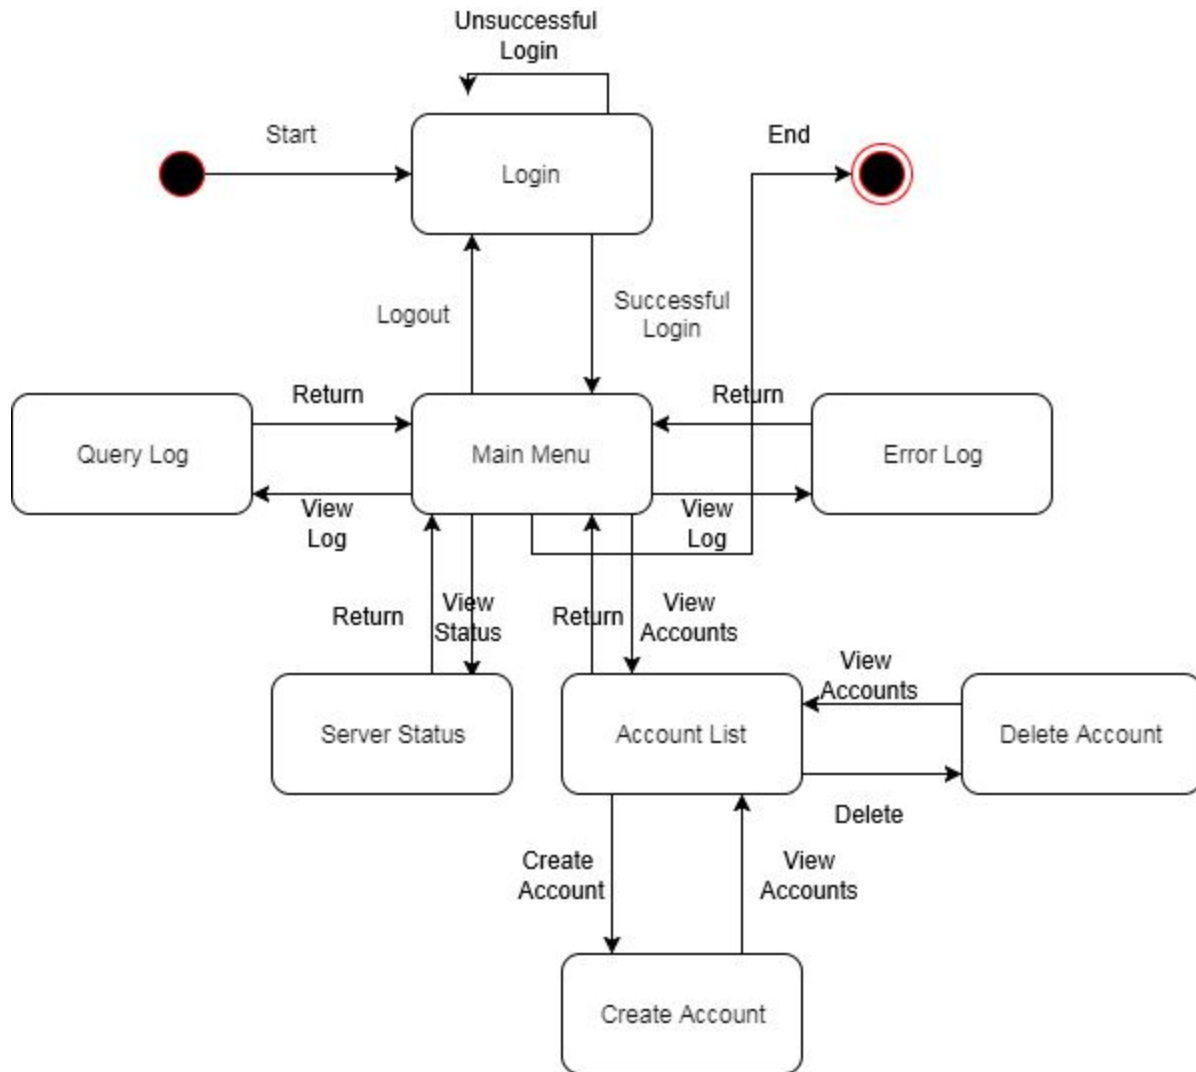 Unsuccessful
Login
Start
End
Login
Logout
Successful
Login
Return
Return
Query Log
Main Menu
Error Log
View
Log
View
Log
Return
View
Status
Return
View
Accounts
View
Accounts
Server Status
Account List
Delete Account
Delete
Create
Account
View
Accounts
Create Account